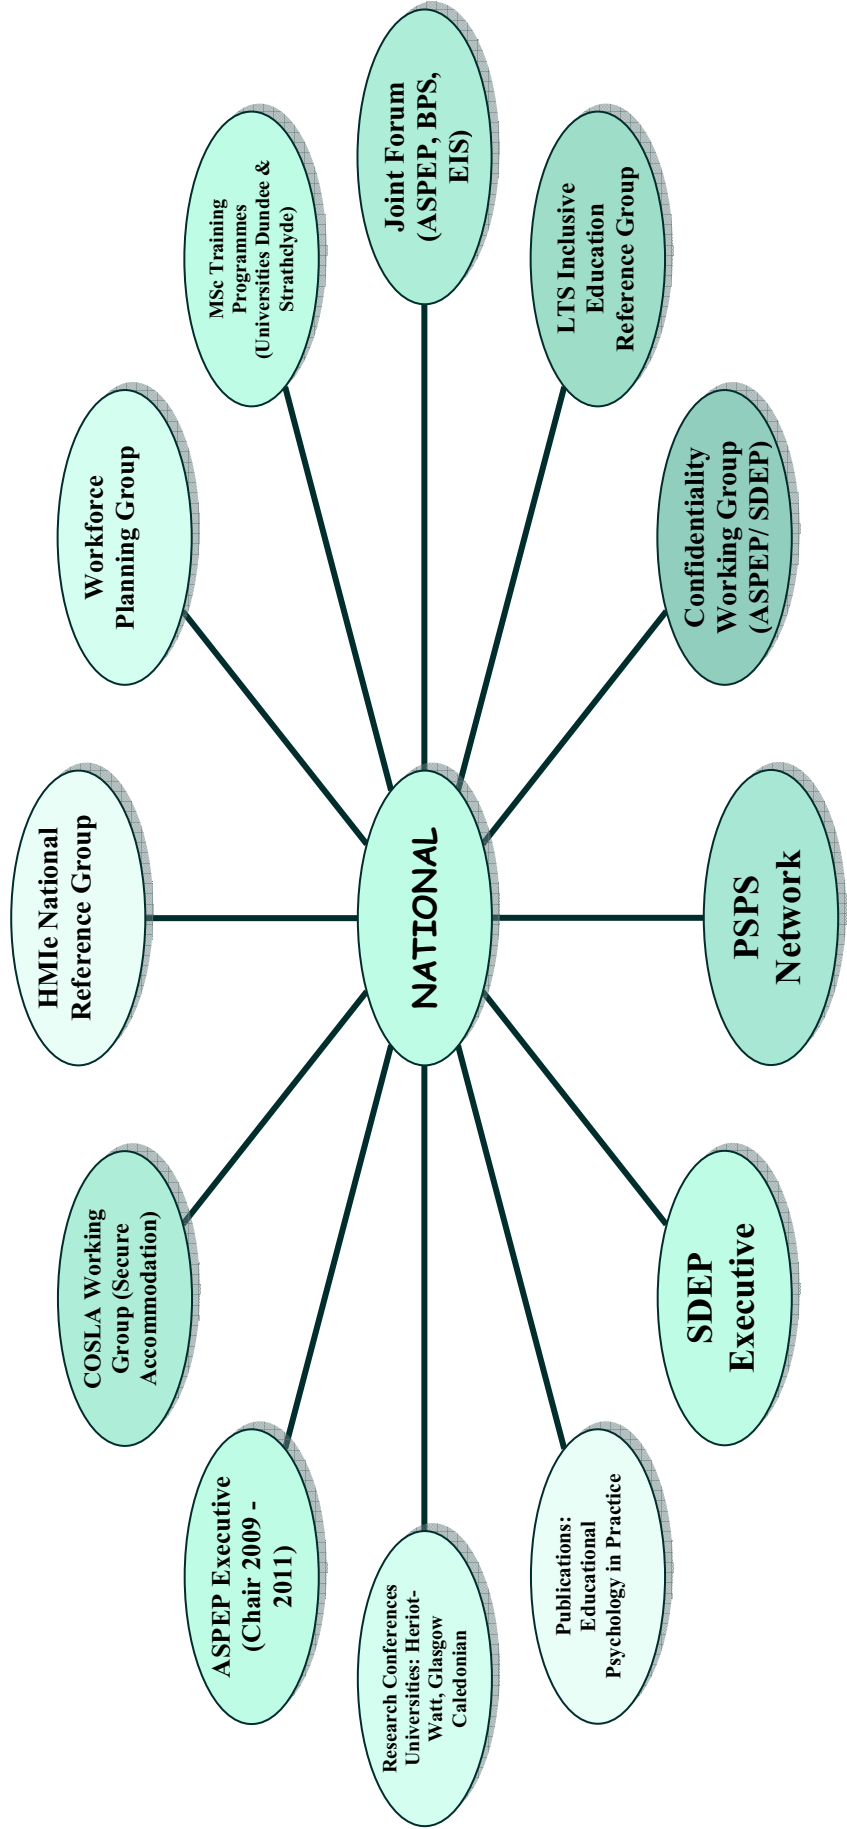 HMIe National
Reference Group
Workforce
Planning Group
MSc Training
Programmes
(Universities Dundee &
Strathclyde)
Joint Forum
(ASPEP, BPS,
EIS)
LTS Inclusive
Education
Reference Group
Confidentiality
Working Group
(ASPEP/ SDEP)
PSPS
Network
SDEP
Executive
Publications:
Educational
Psychology in Practice
Research Conferences
Universities: Heriot-
Watt, Glasgow
Caledonian
ASPEP Executive
(Chair 2009 -
2011)
COSLA Working
Group (Secure
Accommodation)
NATIONAL